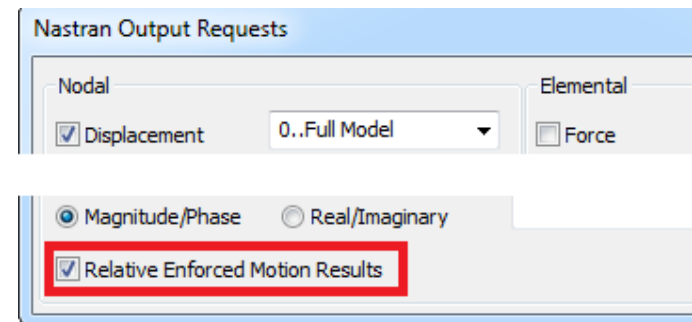 Nastran Output Requests
Nodal
Elemental
Displacement 0..Full Model Force
Magnitude/Phase Real/Imaginary
Relative Enforced Motion Results